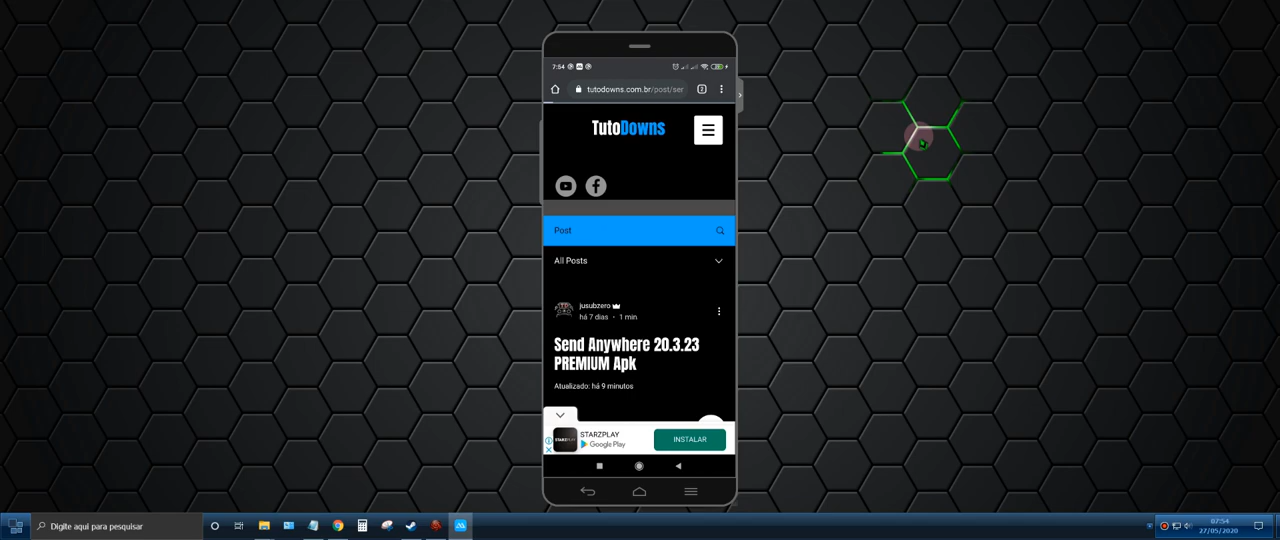 7:54
tutodowns.com.br/post/ser
2
TutoDowns
Post
All Posts
jusubzero
há 7 dias · 1 min
Send Anywhere 20.3.23
PREMIUM Apk
Atualizado: há 9 minutos
STARZPLAY
STARZPLAY
Google Play
INSTALAR
Digite aqui para pesquisar
07:54
27/05/2020